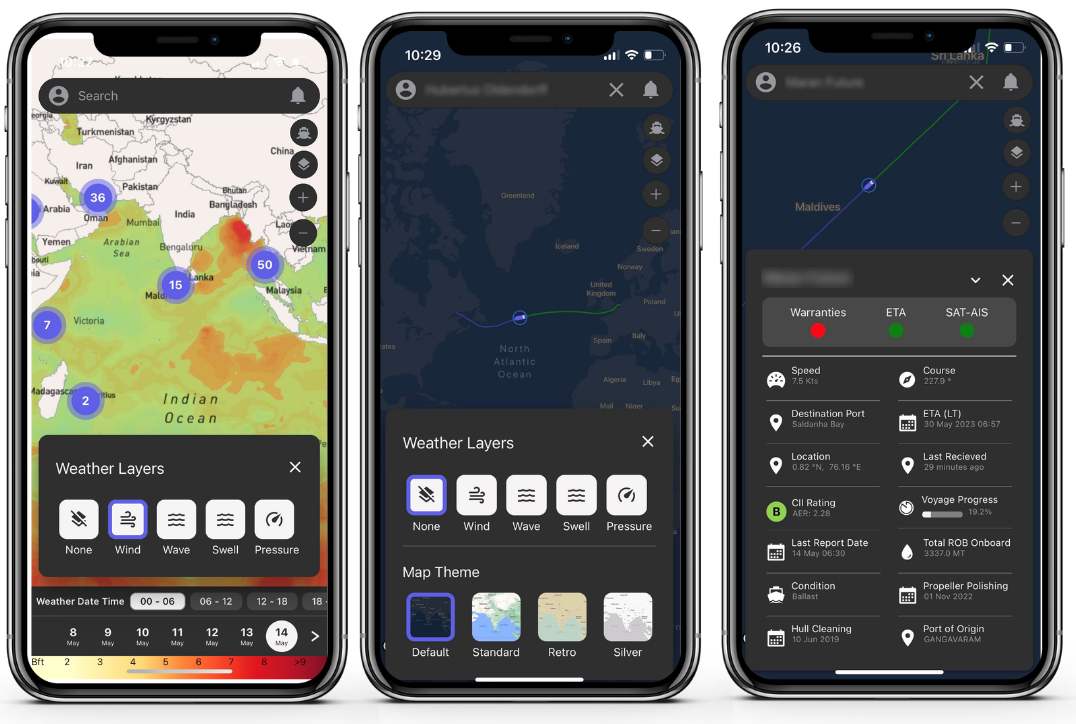 Search
Kyrgyzstan
Turkmenistan
China
Iran
Afghanistan
Kuwait
Pakistan
Bhutan
36
Arabia
Bangladesh
Oman
India
Mumbai
Yemen
Arabian
Sea
Bengaluru
Vietnam
50
15
Lanka
Malaysia
7
Victoria
Madagascar
2
Indian
Ocean
Weather Layers
None
Wind
Wave
Swell
Pressure
Weather Date Time
00 - 06
06 - 12
12 - 18
18 -
8 9 10 11 12 13 14
May May May May May May May
Bft 2 3 4 5 6 7 8 >9
10:29
Greenland
Iceland
Sweden
Norway
United
Kingdom
Poland
Spain
Italy
North
Atlantic
Ocean
Algeria
Libya
Mali
Niger
Weather Layers
None
Wind
Wave
Swell
Pressure
Map Theme
Default
Standard
Retro
Silver
10:26
Sri Lanka
Maldives
Warranties
ETA
SAT-AIS
Speed
7.5 Kts
Course
227.9 °
Destination Port
Saldanha Bay
ETA (LT)
30 May 2023 06:57
Location
0.82 °N, 76.16 °E
Last Recieved
29 minutes ago
B
CII Rating
AER: 2.28
Voyage Progress
19.2%
Last Report Date
14 May 06:30
Total ROB Onboard
3337.0 MT
Condition
Ballast
Propeller Polishing
01 Nov 2022
Hull Cleaning
10 Jun 2019
Port of Origin
GANGAVARAM